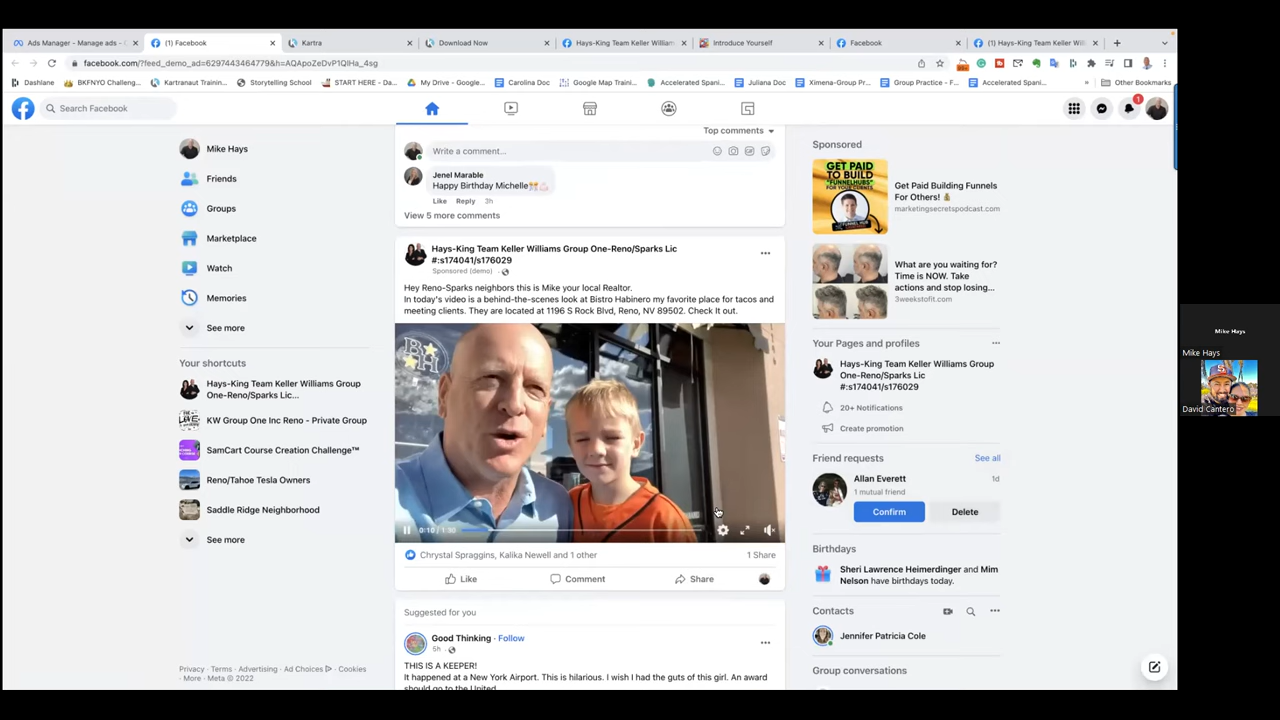 Ads Manager - Manage ads -
(1) Facebook
Kartra
Download Now
Hays-King Team Keller William
Introduce Yourself
Facebook
(1) Hays-King Team Keller Wil
facebook.com/?feed_demo_ad=6297443464779&h=AQApoZeDvP1QIHa_4sg
Dashlane
BKFNYO Challeng...
Kartranaut Training...
Storytelling School
START HERE - Da...
My Drive - Google...
Carolina Doc
Google Map Traini...
Accelerated Spani...
Juliana Doc
Ximena-Group Pr...
Group Practice - F...
Accelerated Spani...
»
Other Bookmarks
Search Facebook
1
Mike Hays
Friends
Groups
Marketplace
Watch
Memories
See more
Your shortcuts
Hays-King Team Keller Williams Group
One-Reno/Sparks Lic...
KW Group One Inc Reno - Private Group
SamCart Course Creation Challenge™
Reno/Tahoe Tesla Owners
Saddle Ridge Neighborhood
See more
Privacy · Terms · Advertising · Ad Choices · Cookies
· More · Meta © 2022
Top comments
Write a comment...
Jenel Marable
Happy Birthday Michelle
Like Reply 3h
View 5 more comments
Hays-King Team Keller Williams Group One-Reno/Sparks Lic
#:s174041/s176029
Sponsored (demo) ·
Hey Reno-Sparks neighbors this is Mike your local Realtor.
In today's video is a behind-the-scenes look at Bistro Habinero my favorite place for tacos and
meeting clients. They are located at 1196 S Rock Blvd, Reno, NV 89502. Check It out.
BH
0:10 / 1:30
Chrystal Spraggins, Kalika Newell and 1 other
1 Share
Like
Comment
Share
Suggested for you
Good Thinking · Follow
5h ·
THIS IS A KEEPER!
It happened at a New York Airport. This is hilarious. I wish I had the guts of this girl. An award
should go to the United
Sponsored
GET PAID
TO BUILD
"FUNNELHUBS"
FOR YOUR CLIENTS
Get Paid Building Funnels
For Others!
marketingsecretspodcast.com
What are you waiting for?
Time is NOW. Take
actions and stop losing...
3weekstofit.com
Your Pages and profiles
Hays-King Team Keller Williams Group
One-Reno/Sparks Lic
#:s174041/s176029
20+ Notifications
Create promotion
Friend requests
See all
Allan Everett
1d
1 mutual friend
Confirm
Delete
Birthdays
Sheri Lawrence Heimerdinger and Mim
Nelson have birthdays today.
Contacts
Jennifer Patricia Cole
Group conversations
Mike Hays
Mike Hays
David Cantero